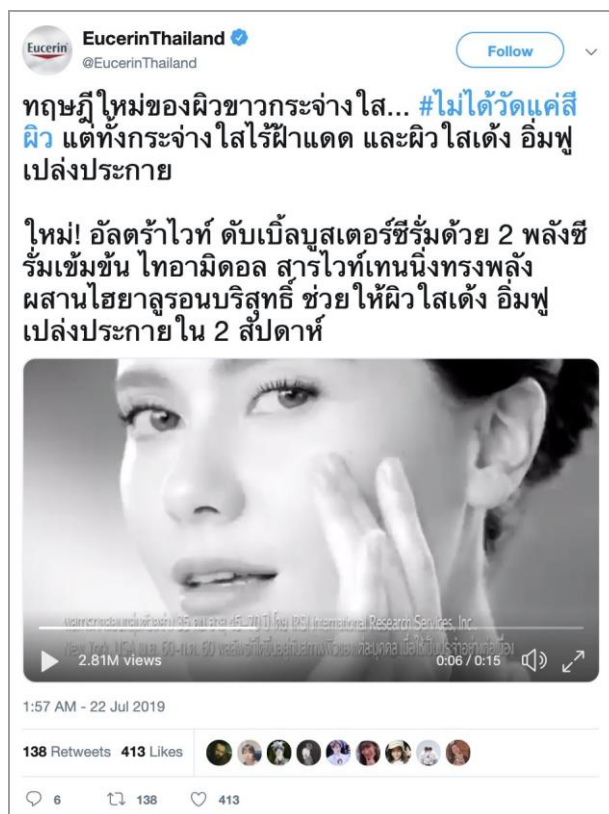 Eucerin
EucerinThailand
@EucerinThailand
Follow
ทฤษฎีใหม่ของผิวขาวกระจ่างใส... #ไม่ได้วัดแค่สี
ผิว แต่ทั้งกระจ่างใสไร้ฝ้าแดด และผิวใสเด้ง อิ่มฟู
เปล่งประกาย
ใหม่! อัลตร้าไวท์ ดับเบิ้ลบูสเตอร์ซีรั่มด้วย 2 พลังซี
รั่มเข้มข้น ไทอามิดอล สารไวท์เทนนิ่งทรงพลัง
ผสานไฮยาลูรอนบริสุทธิ์ ช่วยให้ผิวใสเด้ง อิ่มฟู
เปล่งประกายใน 2 สัปดาห์
IRSI International Research Services, Inc.
2.81M views
0:06 / 0:15
1:57 AM - 22 Jul 2019
138 Retweets 413 Likes
6 138 413